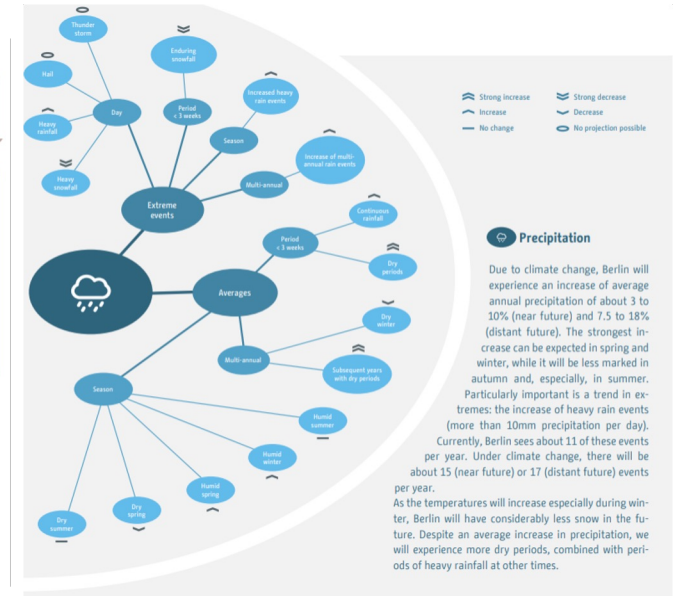 Thunder
storm
Hail
Heavy
rainfall
Heavy
snowfall
Day
Enduring
snowfall
Period
< 3 weeks
Increased heavy
rain events
Season
Increase of multi-
annual rain events
Multi-annual
Extreme
events
Continuous
rainfall
Period
< 3 weeks
Dry
periods
Averages
Dry
winter
Multi-annual
Subsequent years
with dry periods
Season
Humid
summer
Humid
winter
Humid
spring
Dry
spring
Dry
summer
Strong increase
Strong decrease
Increase
Decrease
No change
No projection possible
Precipitation
Due to climate change, Berlin will
experience an increase of average
annual precipitation of about 3 to
10% (near future) and 7.5 to 18%
(distant future). The strongest in-
crease can be expected in spring and
winter, while it will be less marked in
autumn and, especially, in summer.
Particularly important is a trend in ex-
tremes: the increase of heavy rain events
(more than 10mm precipitation per day).
Currently, Berlin sees about 11 of these events
per year. Under climate change, there will be
about 15 (near future) or 17 (distant future) events
per year.
As the temperatures will increase especially during win-
ter, Berlin will have considerably less snow in the fu-
ture. Despite an average increase in precipitation, we
will experience more dry periods, combined with peri-
ods of heavy rainfall at other times.